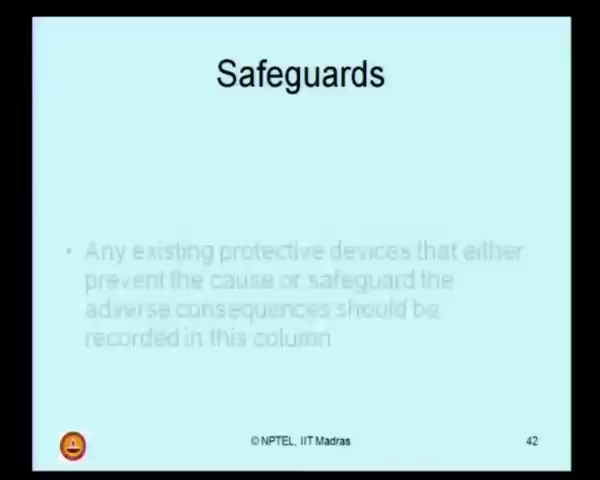 Safeguards
• Any existing protective devices that either
prevent the cause or safeguard the
adverse consequences should be
recorded in this column
© NPTEL, IIT Madras
42